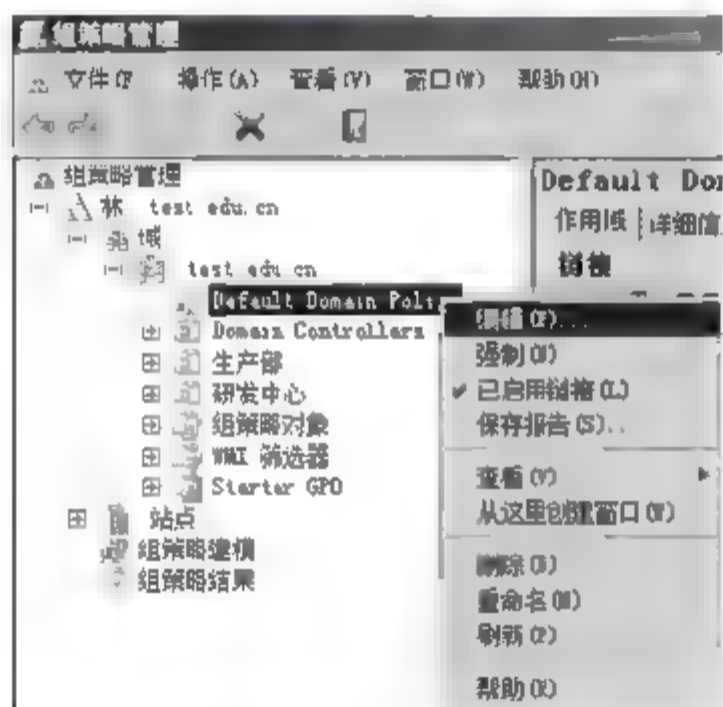 组策略管理
文件(F) 操作(A) 查看(V) 窗口(W) 帮助(H)
组策略管理
林 test.edu.cn
域
test.edu.cn
Default Domain Poli
Domain Controllers
生产部
研发中心
组策略对象
WMI 筛选器
Starter GPO
站点
组策略建模
组策略结果
Default Dom
作用域 详细信
链接
编辑(E)...
强制(N)
已启用链接(L)
保存报告(S)..
查看(V)
从这里创建窗口(W)
删除(D)
重命名(M)
刷新(F)
帮助(H)